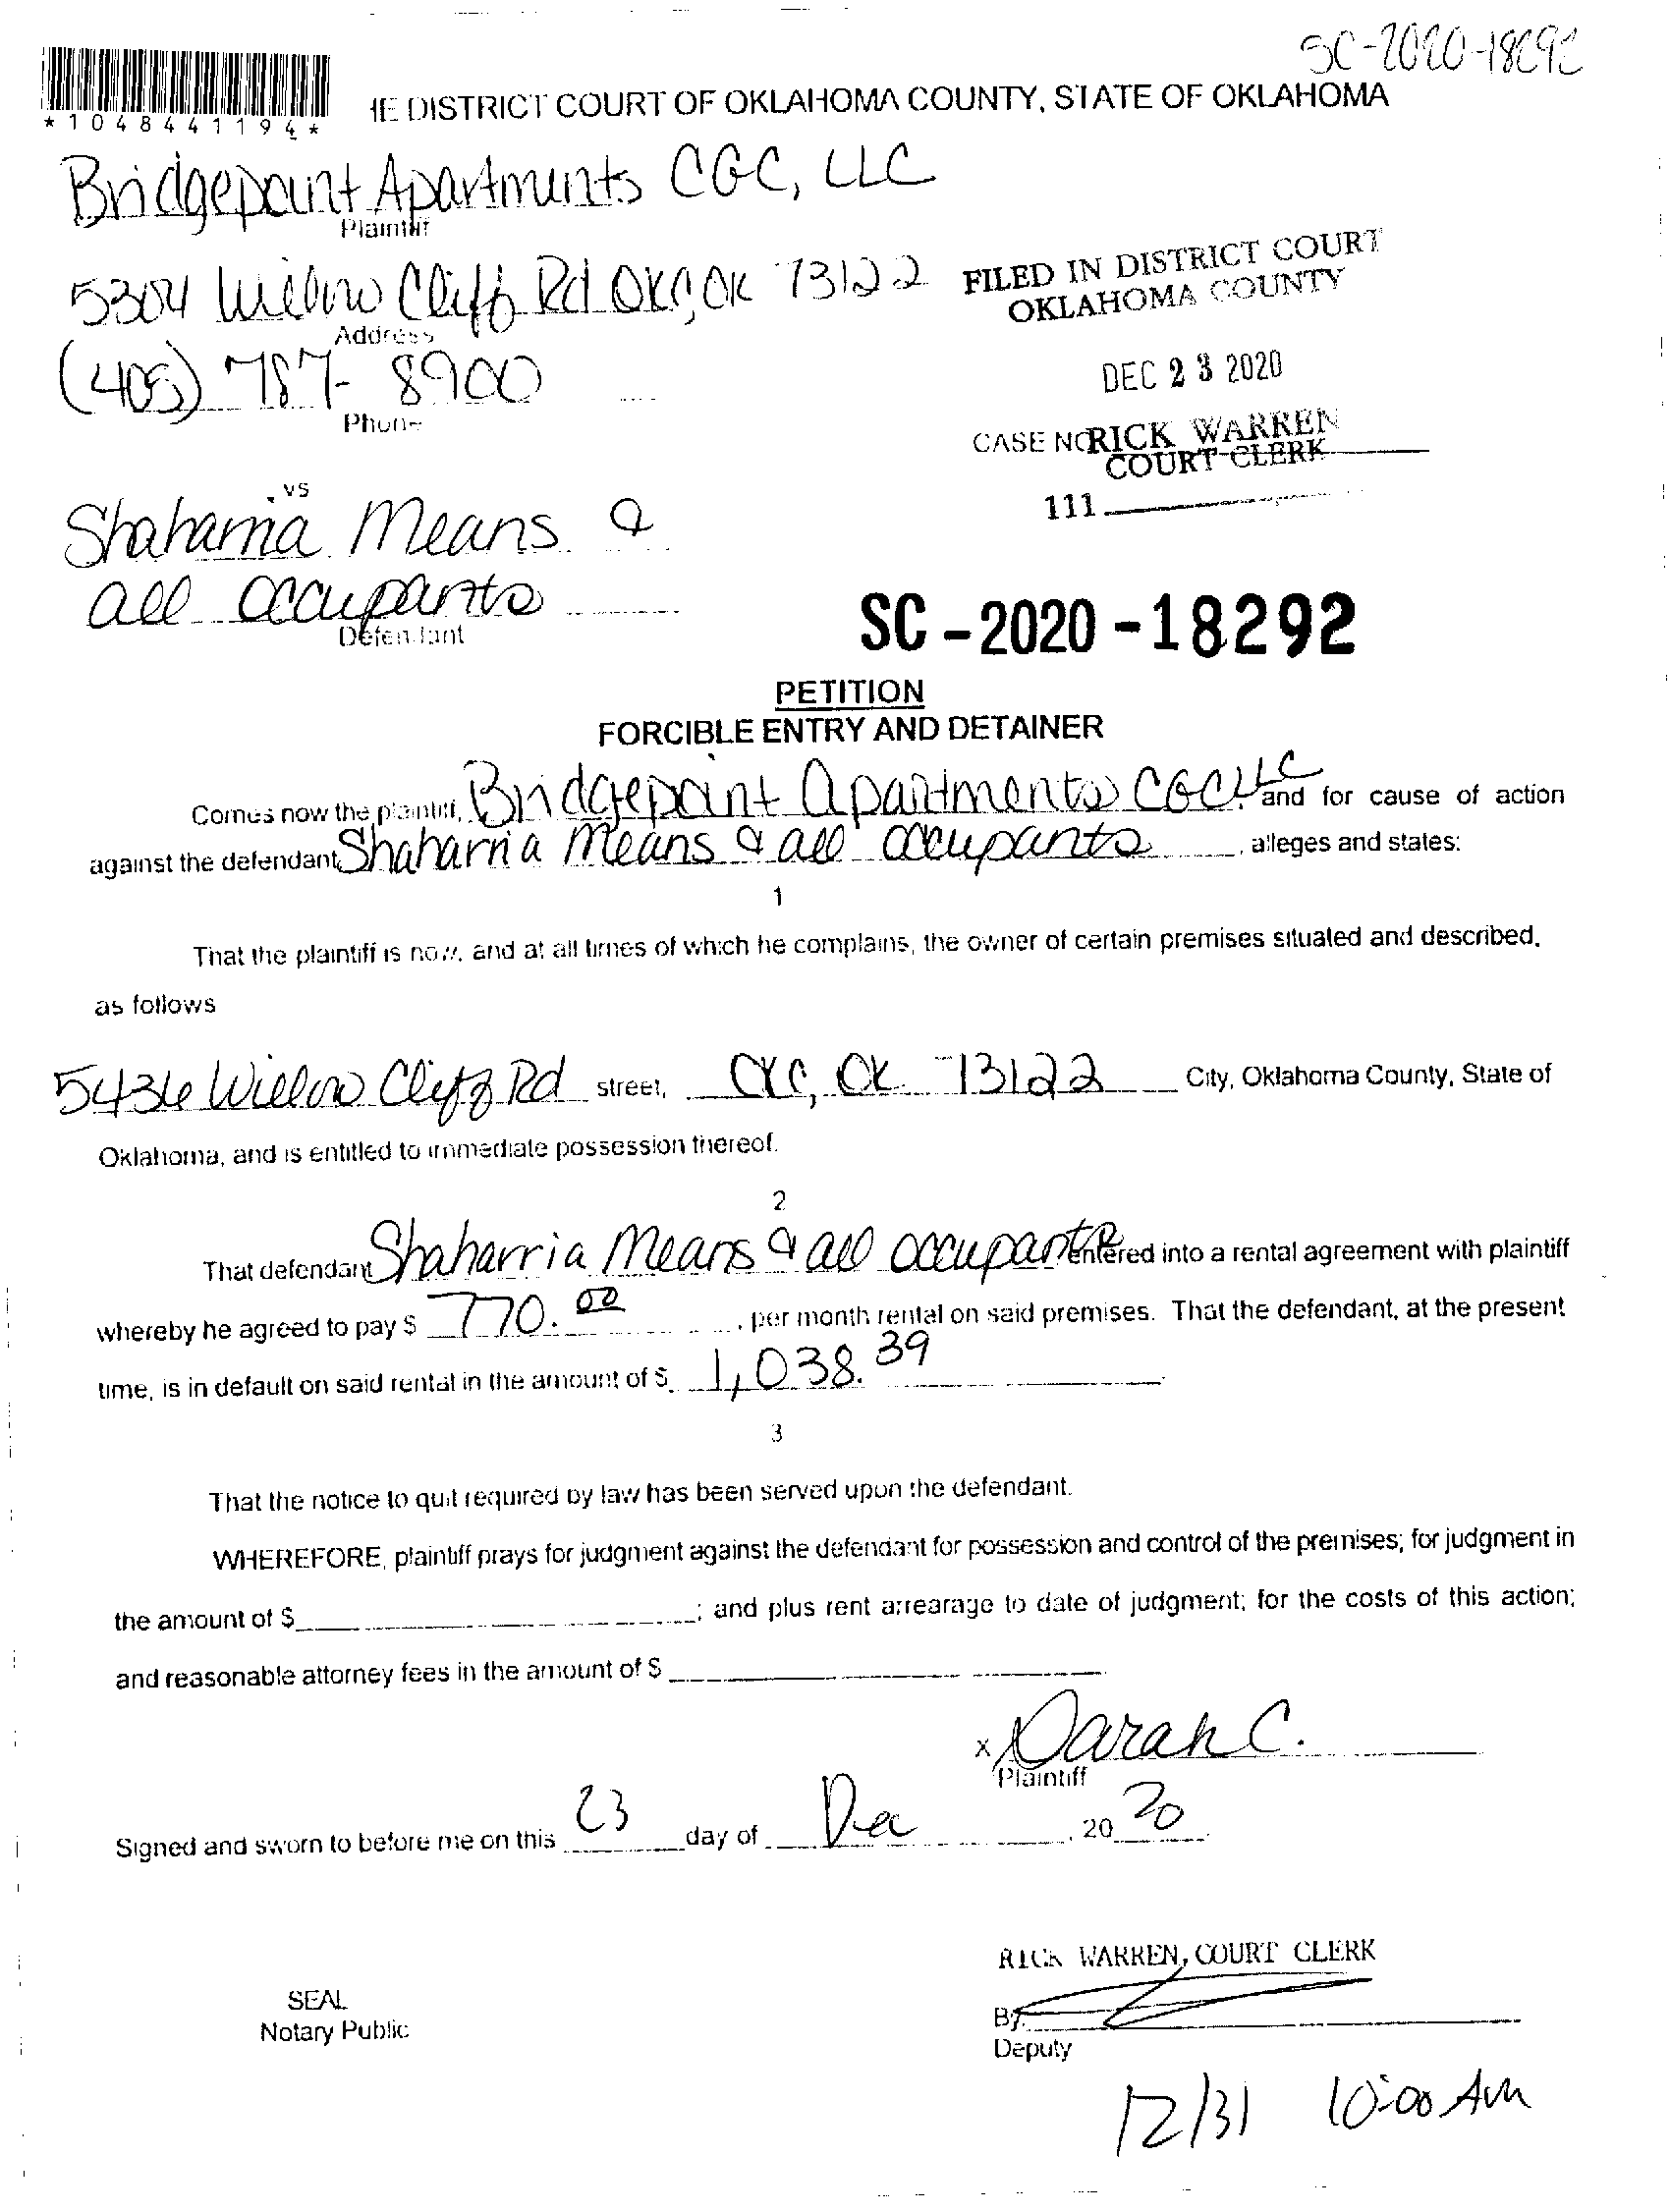 SC-2020-18292
*1048441194*
HE DISTRICT COURT OF OKLAHOMA COUNTY, STATE OF OKLAHOMA
Bridgepoint Apartments CGC, LLC
Plaintiff
5304 Willow Cliff Rd OKC, OK 73122
Address
FILED IN DISTRICT COURT
OKLAHOMA COUNTY
(405) 787-8900
Phone
DEC 23 2020
CASE NO
RICK WARREN
COURT CLERK
111
vs
Shaharria Means &
all occupants
Defendant
SC-2020-18292
PETITION
FORCIBLE ENTRY AND DETAINER
Comes now the plaintiff, Bridgepoint Apartments CGC, LLC and for cause of action
against the defendant Shaharria Means & all occupants, alleges and states:
1
That the plaintiff is now, and at all times of which he complains, the owner of certain premises situated and described,
as follows
5436 Willow Cliff Rd street, OKC, OK 73122 City, Oklahoma County, State of
Oklahoma, and is entitled to immediate possession thereof.
2
That defendant Shaharria Means & all occupants entered into a rental agreement with plaintiff
whereby he agreed to pay $ 770.00, per month rental on said premises. That the defendant, at the present
time, is in default on said rental in the amount of $ 1,038.39
3
That the notice to quit required by law has been served upon the defendant.
WHEREFORE, plaintiff prays for judgment against the defendant for possession and control of the premises; for judgment in
the amount of $ ; and plus rent arrearage to date of judgment; for the costs of this action;
and reasonable attorney fees in the amount of $
x Darah C.
Plaintiff
Signed and sworn to before me on this 23 day of Dec, 20 20
RICK WARREN, COURT CLERK
SEAL
Notary Public
By
Deputy
12/31 10:00 AM